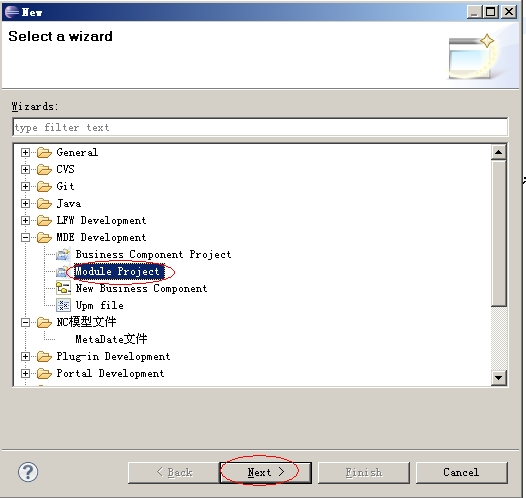 New
Select a wizard
Wizards:
type filter text
General
CVS
Git
Java
LFW Development
MDE Development
Business Component Project
Module Project
New Business Component
Upm file
NC模型文件
MetaDate文件
Plug-in Development
Portal Development
< Back
Next >
Finish
Cancel